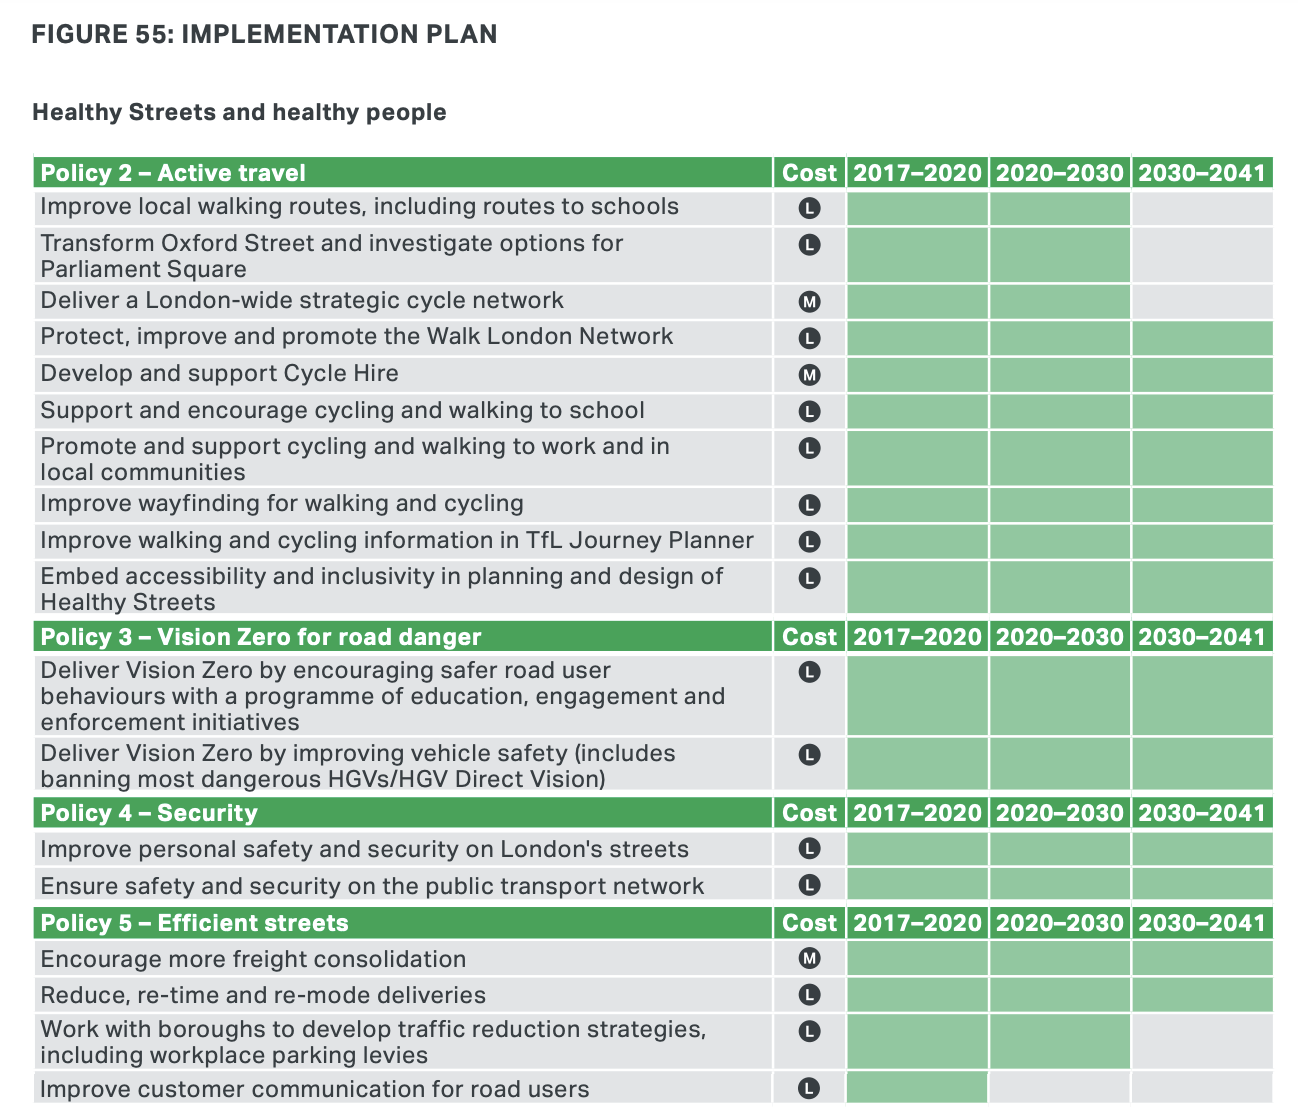 FIGURE 55: IMPLEMENTATION PLAN
Healthy Streets and healthy people
Policy 2 – Active travel Cost 2017–2020 2020–2030 2030–2041
Improve local walking routes, including routes to schools L
Transform Oxford Street and investigate options for L
Parliament Square
Deliver a London-wide strategic cycle network M
Protect, improve and promote the Walk London Network L
Develop and support Cycle Hire M
Support and encourage cycling and walking to school L
Promote and support cycling and walking to work and in L
local communities
Improve wayfinding for walking and cycling L
Improve walking and cycling information in TfL Journey Planner L
Embed accessibility and inclusivity in planning and design of L
Healthy Streets
Policy 3 – Vision Zero for road danger Cost 2017–2020 2020–2030 2030–2041
Deliver Vision Zero by encouraging safer road user L
behaviours with a programme of education, engagement and
enforcement initiatives
Deliver Vision Zero by improving vehicle safety (includes L
banning most dangerous HGVs/HGV Direct Vision)
Policy 4 – Security Cost 2017–2020 2020–2030 2030–2041
Improve personal safety and security on London's streets L
Ensure safety and security on the public transport network L
Policy 5 – Efficient streets Cost 2017–2020 2020–2030 2030–2041
Encourage more freight consolidation M
Reduce, re-time and re-mode deliveries L
Work with boroughs to develop traffic reduction strategies, L
including workplace parking levies
Improve customer communication for road users L